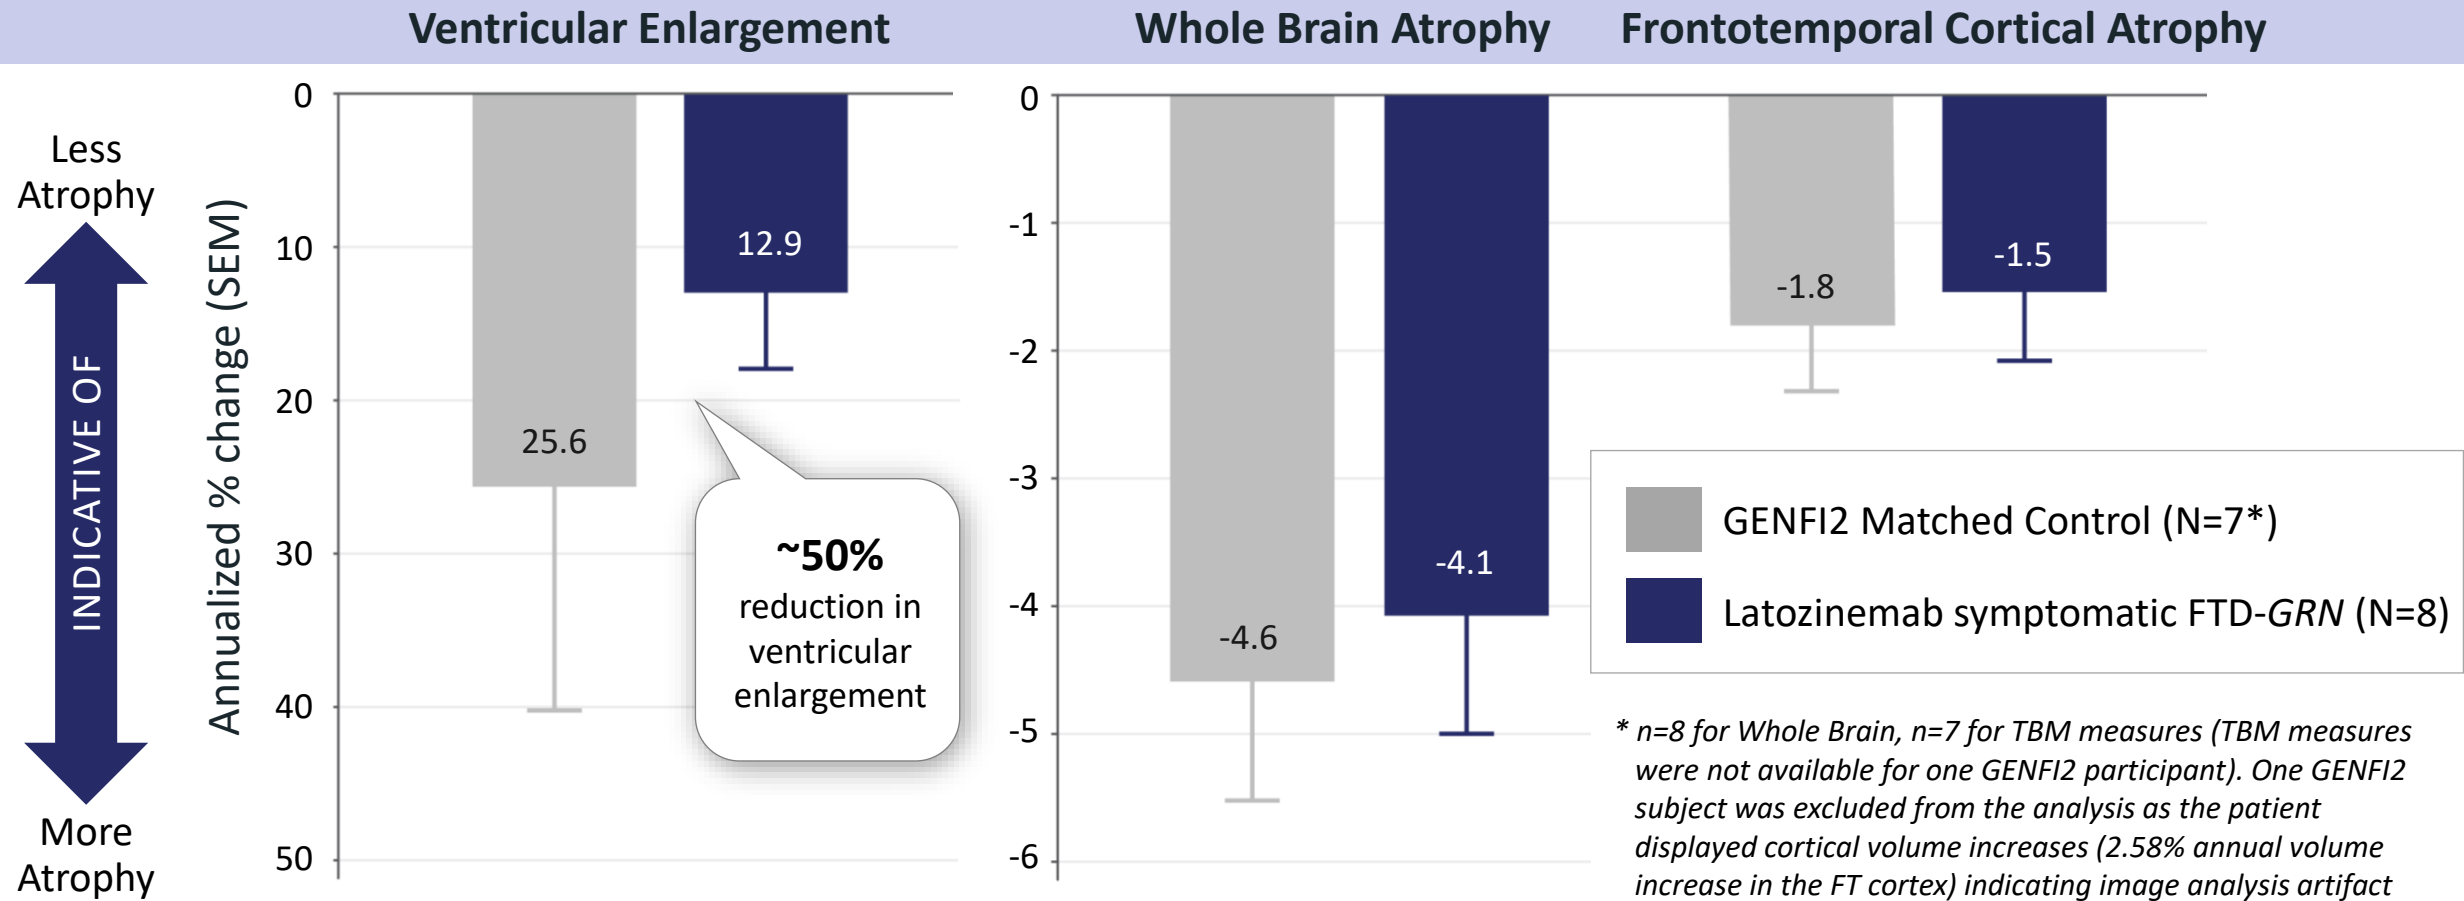 Ventricular Enlargement
Whole Brain Atrophy
Frontotemporal Cortical Atrophy
Less
Atrophy
INDICATIVE OF
More
Atrophy
Annualized % change (SEM)
0
10
20
30
40
50
25.6
12.9
~50%
reduction in
ventricular
enlargement
0
-1
-2
-3
-4
-5
-6
-4.6
-4.1
-1.8
-1.5
GENFI2 Matched Control (N=7*)
Latozinemab symptomatic FTD-GRN (N=8)
* n=8 for Whole Brain, n=7 for TBM measures (TBM measures
were not available for one GENFI2 participant). One GENFI2
subject was excluded from the analysis as the patient
displayed cortical volume increases (2.58% annual volume
increase in the FT cortex) indicating image analysis artifact